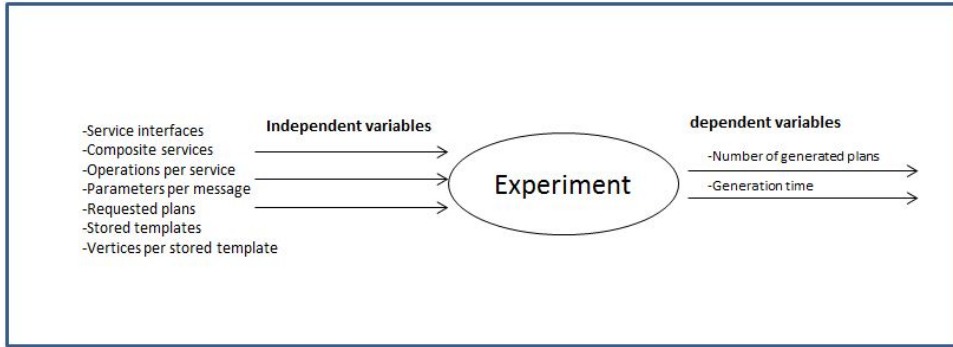 -Service interfaces
-Composite services
-Operations per service
-Parameters per message
-Requested plans
-Stored templates
-Vertices per stored template
Independent variables
Experiment
dependent variables
-Number of generated plans
-Generation time